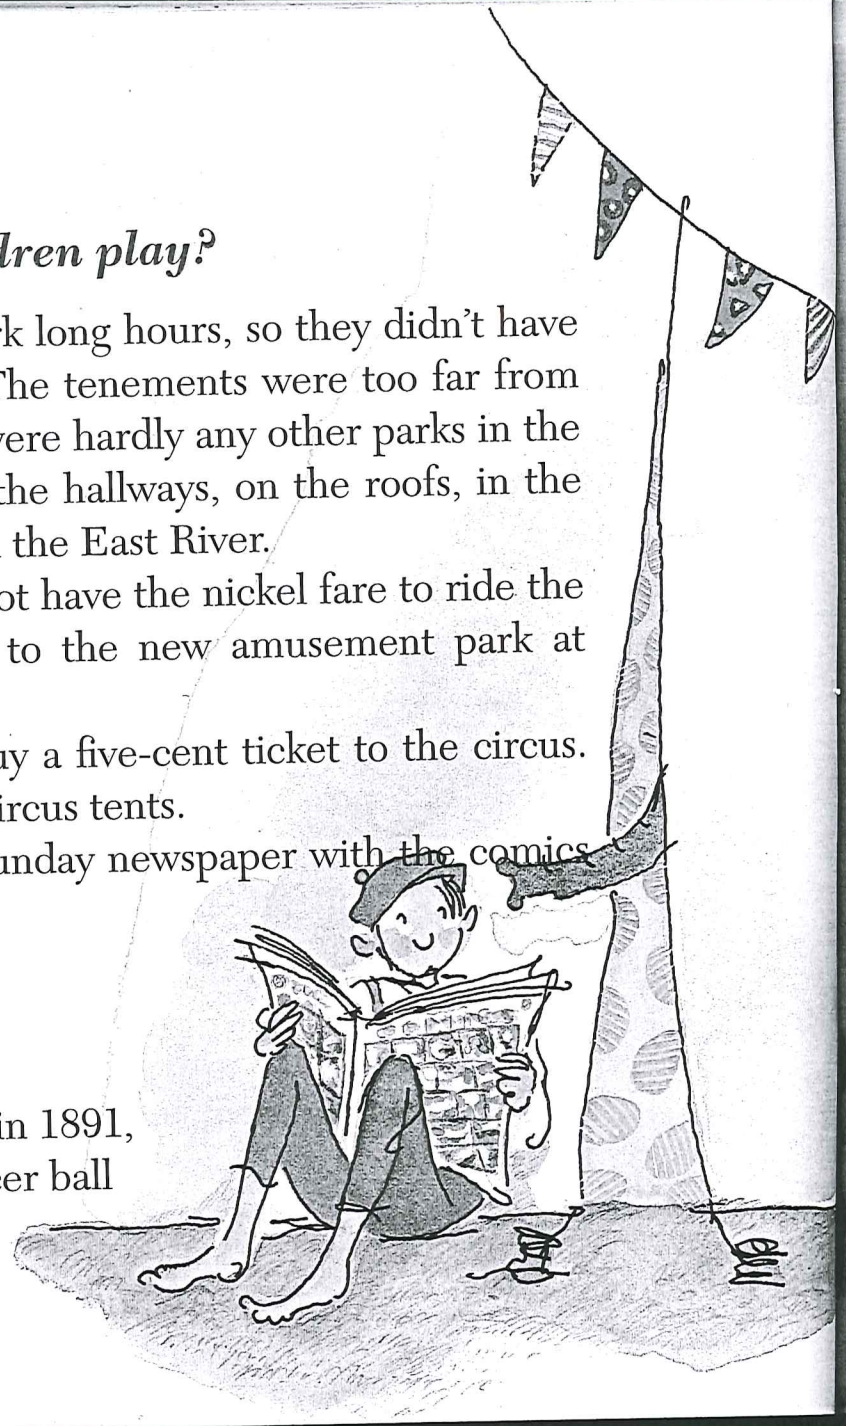 dren play?
k long hours, so they didn't have
The tenements were too far from
were hardly any other parks in the
the hallways, on the roofs, in the
the East River.
ot have the nickel fare to ride the
to the new amusement park at
y a five-cent ticket to the circus.
ircus tents.
unday newspaper with the comics
in 1891,
er ball